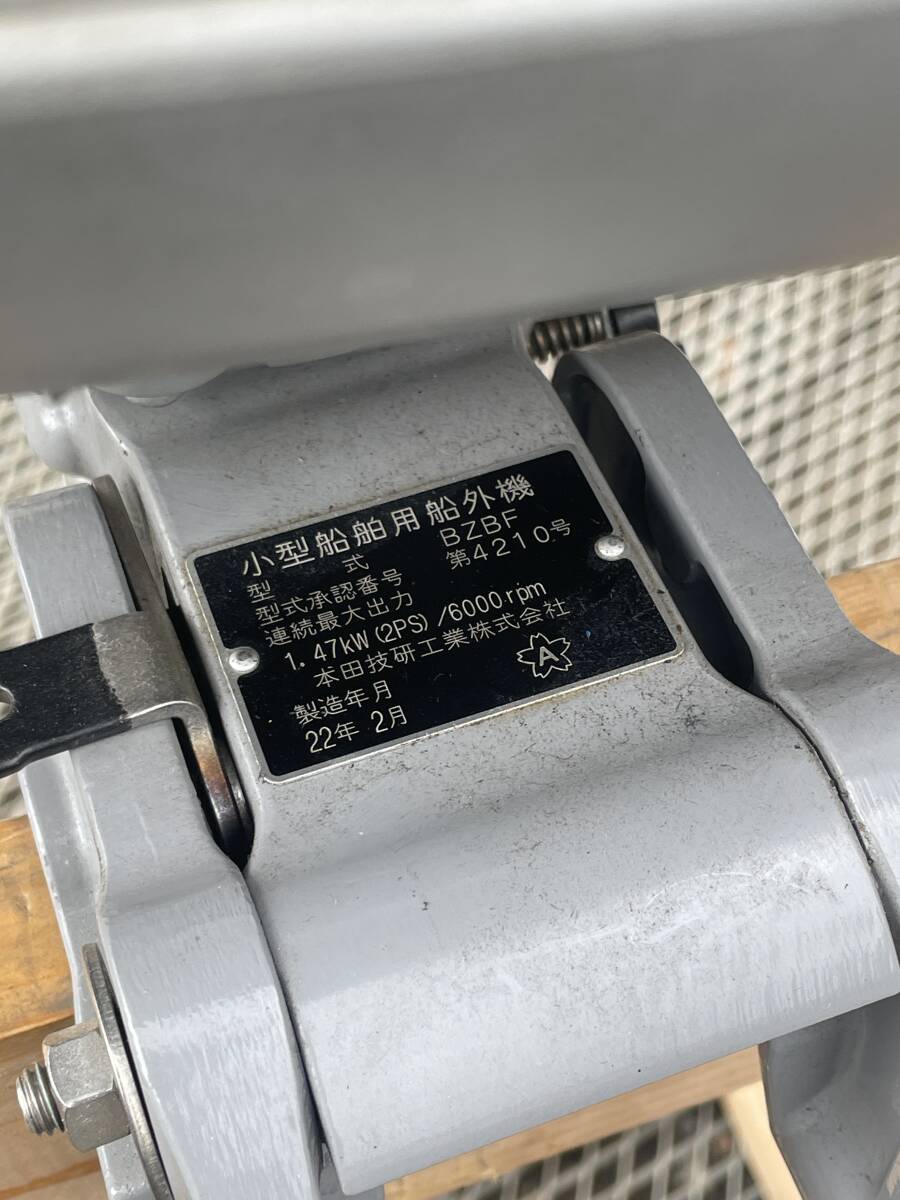 小型船舶用船外機
型式 BZBF
型式承認番号 第4210号
連続最大出力
1.47kW(2PS)/6000.rpm
本田技研工業株式会社
製造年月 A
22年 2月